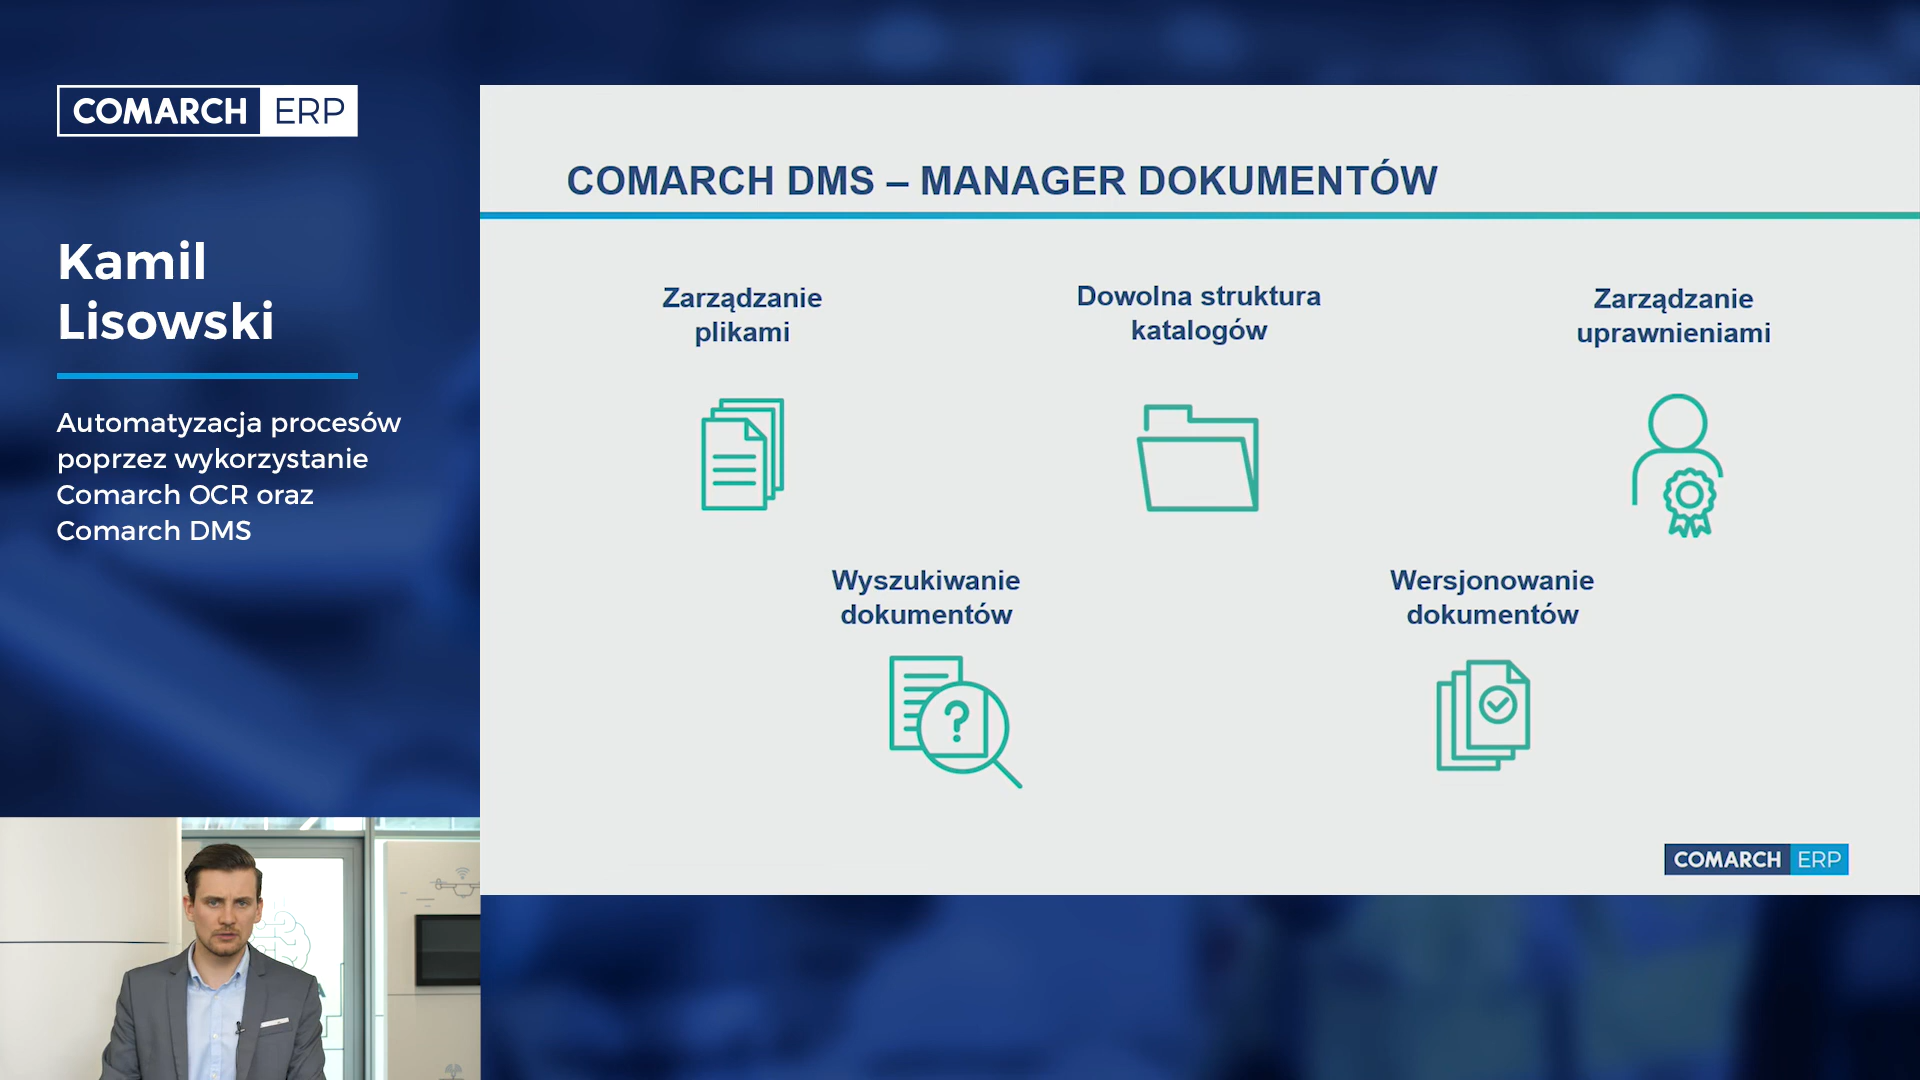 COMARCH ERP
Kamil
Lisowski
Automatyzacja procesów
poprzez wykorzystanie
Comarch OCR oraz
Comarch DMS
COMARCH DMS – MANAGER DOKUMENTÓW
Zarządzanie
plikami
Dowolna struktura
katalogów
Zarządzanie
uprawnieniami
Wyszukiwanie
dokumentów
?
Wersjonowanie
dokumentów
COMARCH ERP